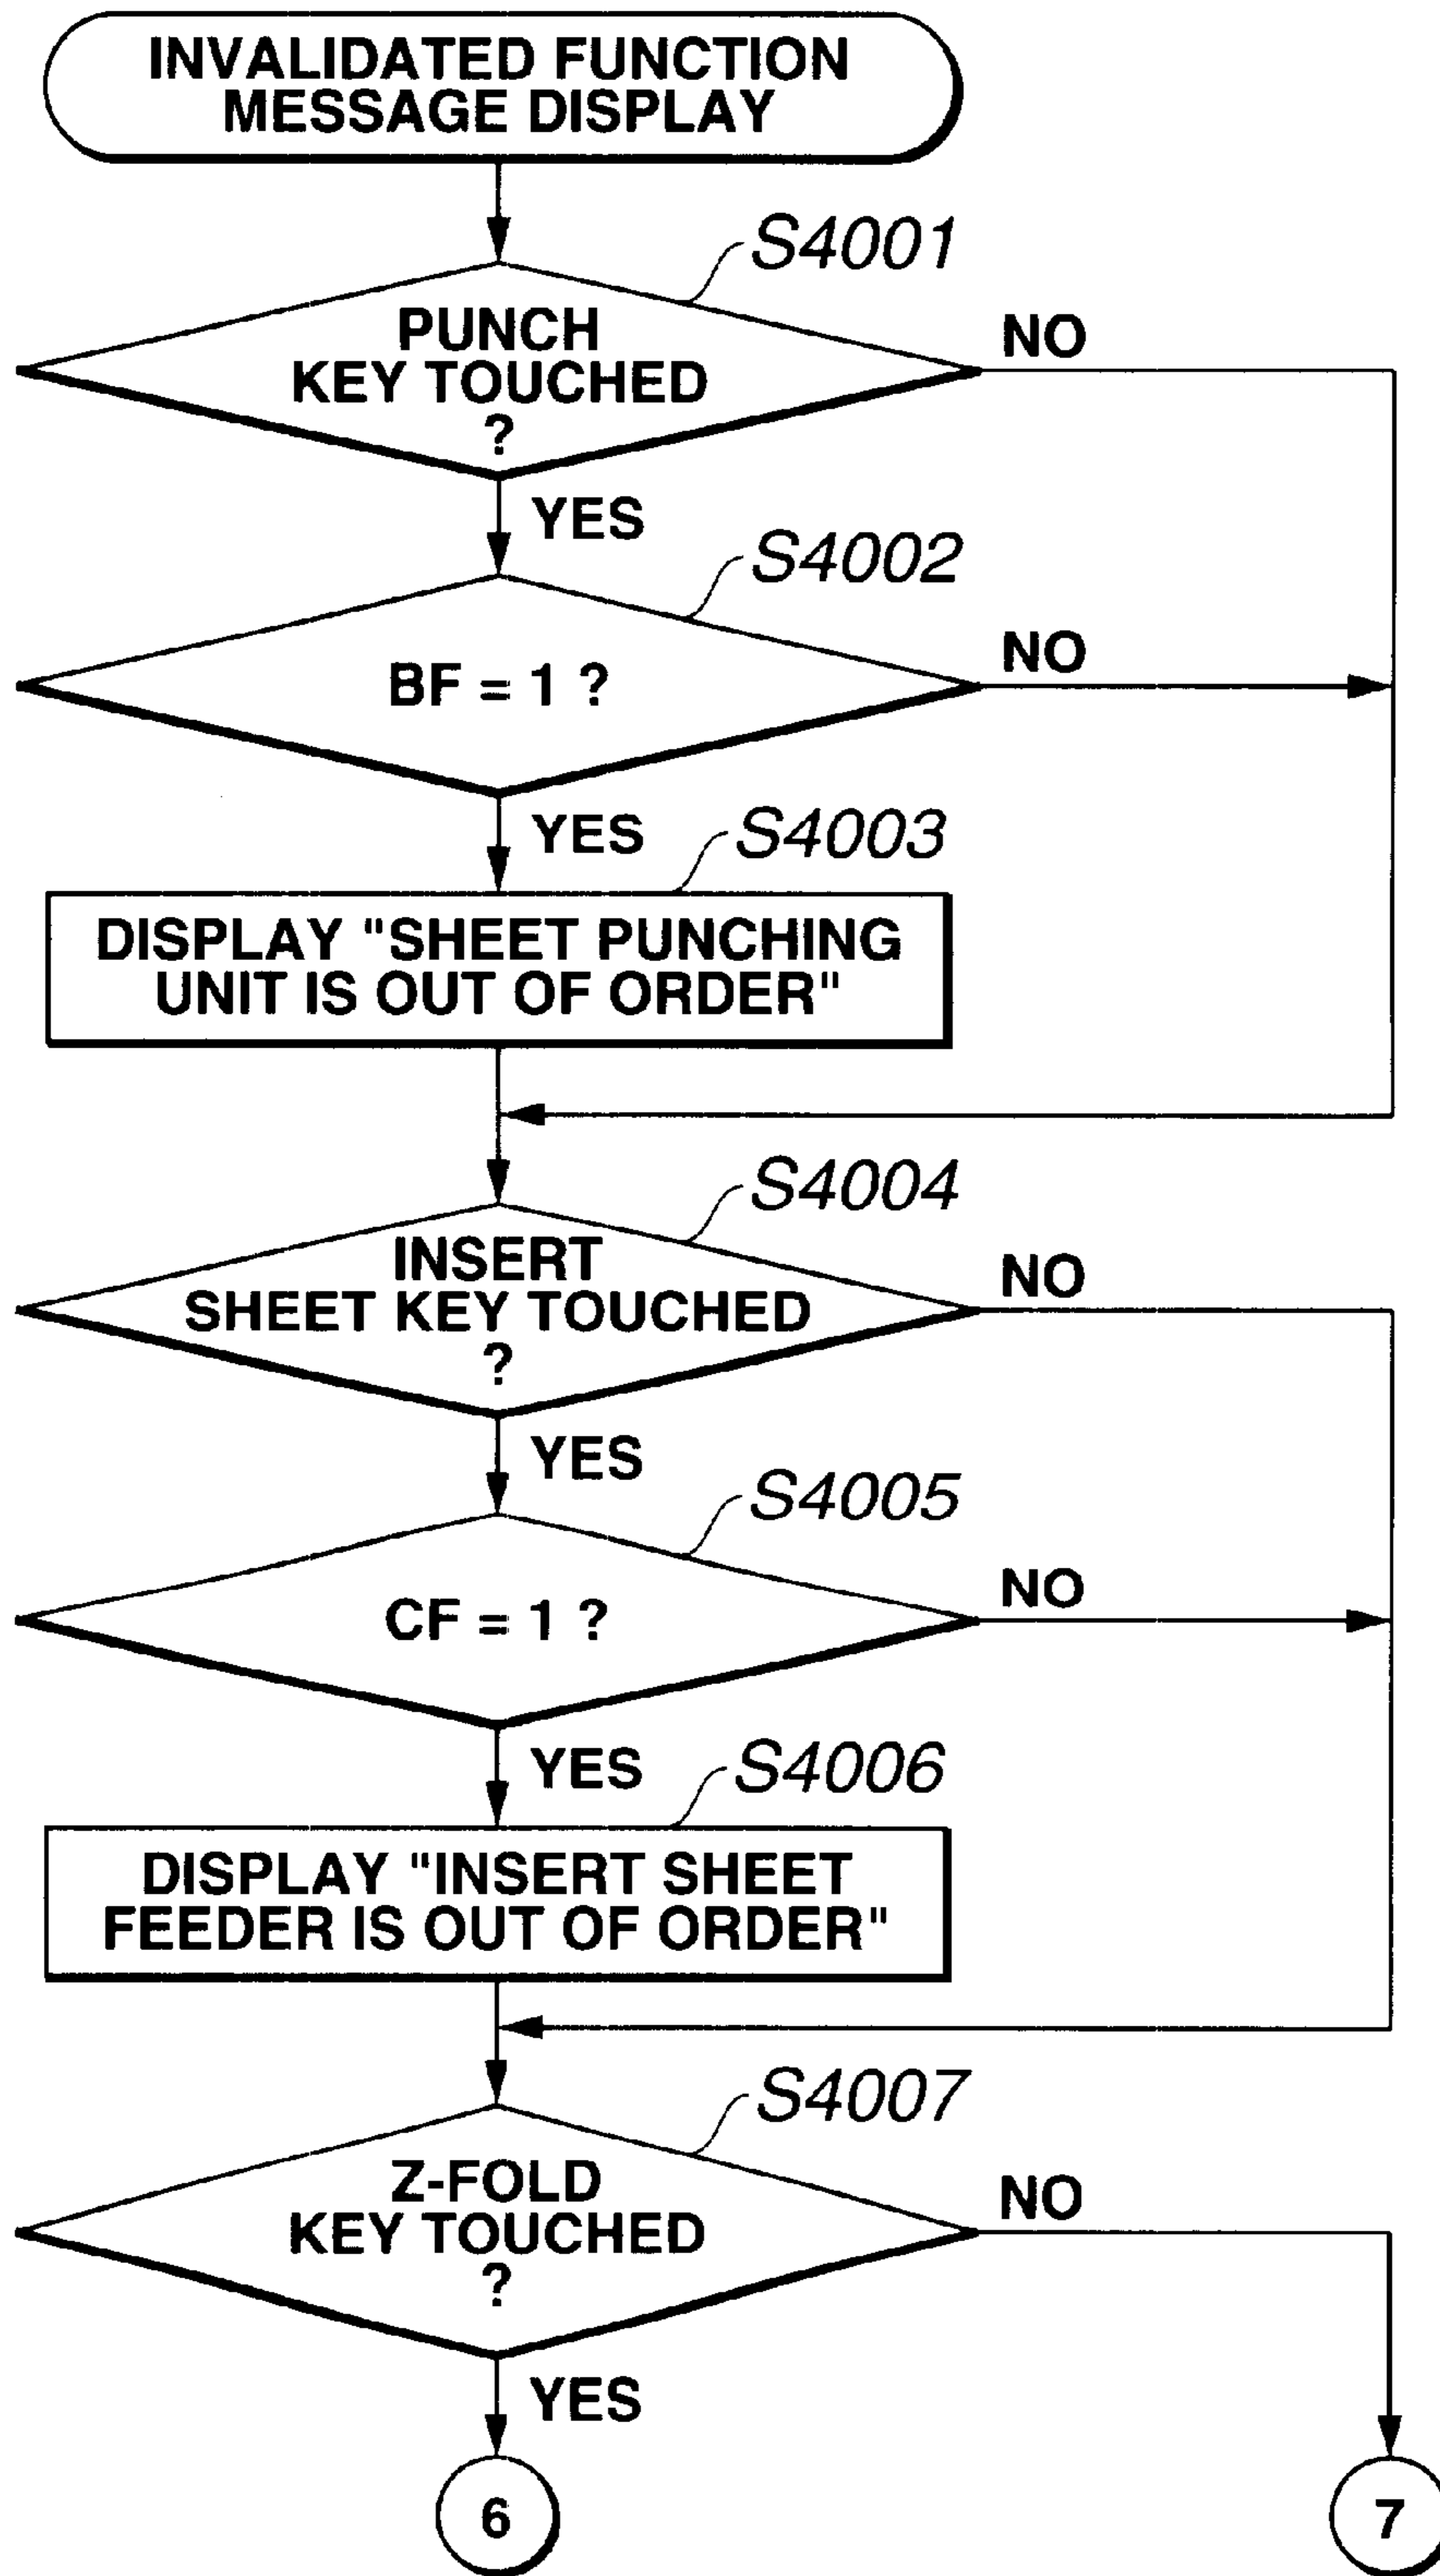 INVALIDATED FUNCTION
MESSAGE DISPLAY
S4001
PUNCH
KEY TOUCHED
?
NO
YES
S4002
BF = 1 ?
NO
YES
S4003
DISPLAY "SHEET PUNCHING
UNIT IS OUT OF ORDER"
S4004
INSERT
SHEET KEY TOUCHED
?
NO
YES
S4005
CF = 1 ?
NO
YES
S4006
DISPLAY "INSERT SHEET
FEEDER IS OUT OF ORDER"
S4007
Z-FOLD
KEY TOUCHED
?
NO
YES
6
7